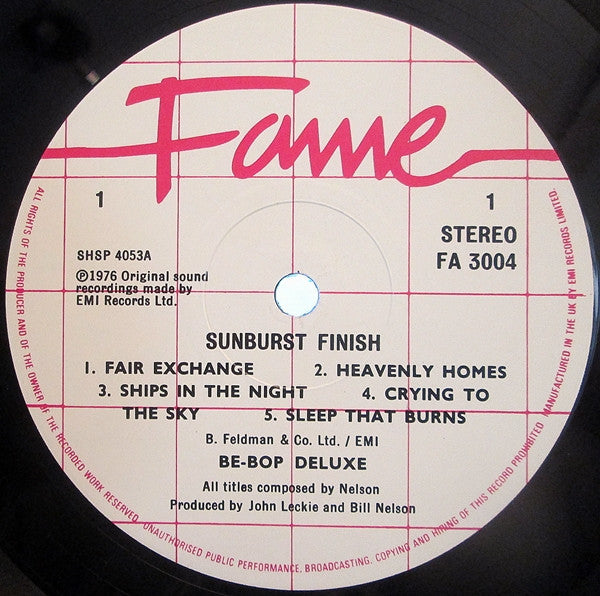 Fame
1
1
STEREO
FA 3004
SHSP 4053A
℗1976 Original sound
recordings made by
EMI Records Ltd.
SUNBURST FINISH
1. FAIR EXCHANGE 2. HEAVENLY HOMES
3. SHIPS IN THE NIGHT 4. CRYING TO
THE SKY 5. SLEEP THAT BURNS
B. Feldman & Co. Ltd. / EMI
BE-BOP DELUXE
All titles composed by Nelson
Produced by John Leckie and Bill Nelson
ALL RIGHTS OF THE PRODUCER AND OF THE OWNER OF THE RECORDED WORK RESERVED. UNAUTHORISED PUBLIC PERFORMANCE, BROADCASTING, COPYING AND HIRING OF THIS RECORD PROHIBITED. MANUFACTURED IN THE UK BY EMI RECORDS LIMITED.